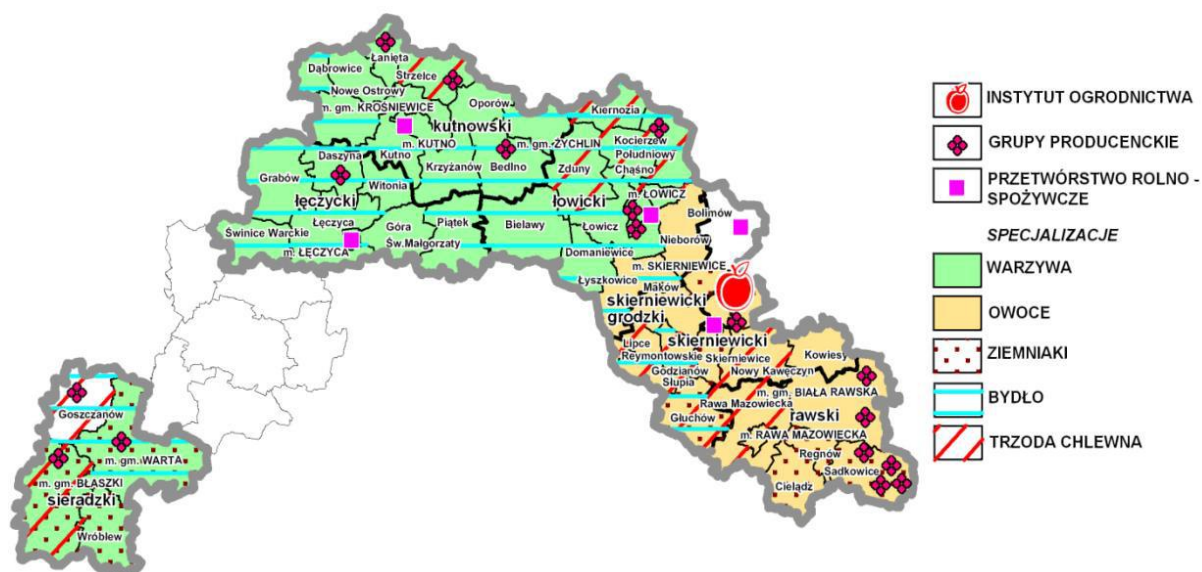 Łanięta
Dąbrowice
Strzelce
Nowe Ostrowy
Oporów
m. gm. KROŚNIEWICE
Kiernozia
kutnowski
m. KUTNO
m. gm. ŻYCHLIN
Kocierzew
Południowy
Daszyna
Kutno
Krzyżanów
Bedlno
Zduny
Chąśno
Grabów
Witonia
łęczycki
łowicki
m. ŁOWICZ
Bolimów
Łęczyca
Góra
Św.Małgorzaty
Piątek
Bielawy
Łowicz
Świnice Warckie
Nieborów
m. ŁĘCZYCA
Domaniewice
m. SKIERNIEWICE
Łyszkowice
Maków
skierniewicki
grodzki
skierniewicki
Lipce
Reymontowskie
Skierniewice
Kowiesy
Godzianów
Nowy Kawęczyn
Słupia
m. gm. BIAŁA RAWSKA
Rawa Mazowiecka
Głuchów
rawski
m. RAWA MAZOWIECKA
Regnów
Sadkowice
Cielądz
Goszczanów
m. gm. WARTA
m. gm. BŁASZKI
sieradzki
Wróblew
INSTYTUT OGRODNICTWA
GRUPY PRODUCENCKIE
PRZETWÓRSTWO ROLNO -
SPOŻYWCZE
SPECJALIZACJE
WARZYWA
OWOCE
ZIEMNIAKI
BYDŁO
TRZODA CHLEWNA